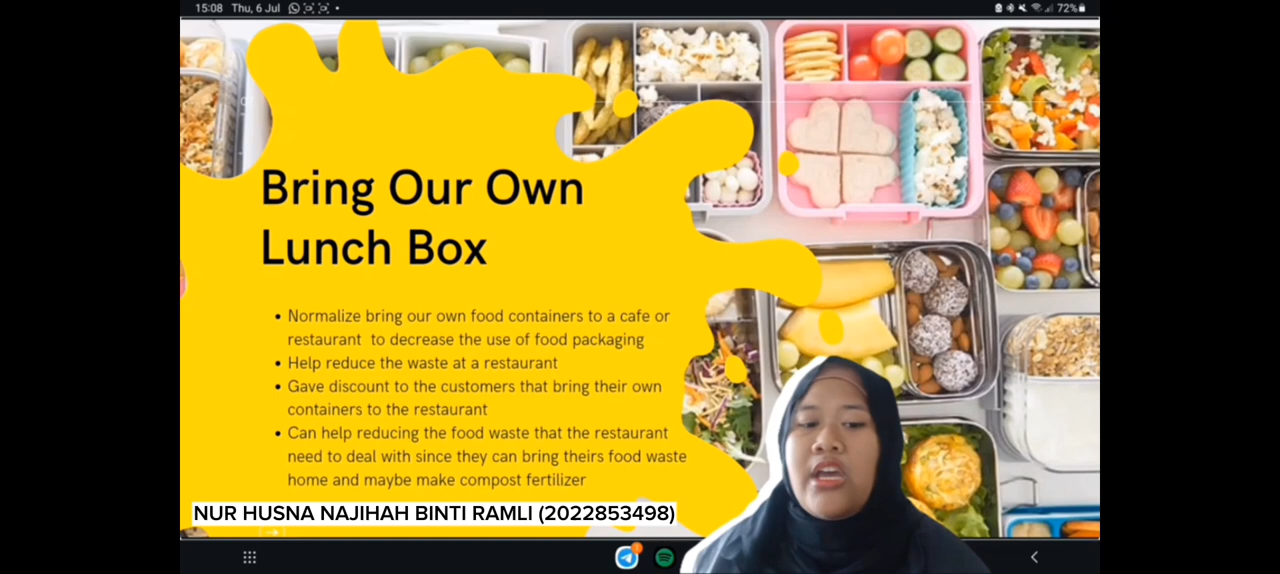 15:08 Thu, 6 Jul
72%
Bring Our Own
Lunch Box
• Normalize bring our own food containers to a cafe or
restaurant to decrease the use of food packaging
• Help reduce the waste at a restaurant
• Gave discount to the customers that bring their own
containers to the restaurant
• Can help reducing the food waste that the restaurant
need to deal with since they can bring theirs food waste
home and maybe make compost fertilizer
NUR HUSNA NAJIHAH BINTI RAMLI (2022853498)